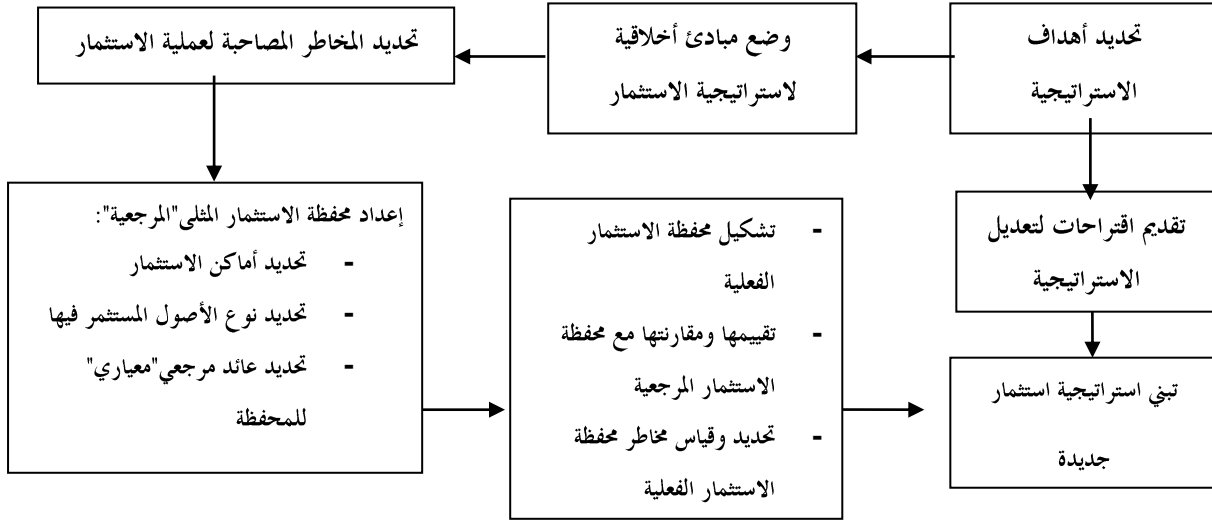 تحديد أهداف
الاستراتيجية
وضع مبادئ أخلاقية
لاستراتيجية الاستثمار
تحديد المخاطر المصاحبة لعملية الاستثمار
إعداد محفظة الاستثمار المثلى"المرجعية":
- تحديد أماكن الاستثمار
- تحديد نوع الأصول المستثمر فيها
- تحديد عائد مرجعي"معياري"
للمحفظة
- تشكيل محفظة الاستثمار
الفعلية
- تقييمها ومقارنتها مع محفظة
الاستثمار المرجعية
- تحديد وقياس مخاطر محفظة
الاستثمار الفعلية
تقديم اقتراحات لتعديل
الاستراتيجية
تبني استراتيجية استثمار
جديدة